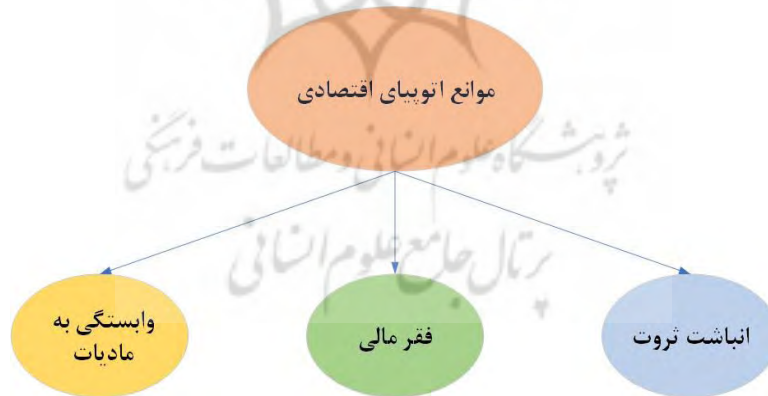 موانع اتوپیای اقتصادی
پژوهشگاه علوم انسانی و مطالعات فرهنگی
پرتال جامع علوم انسانی
انباشت ثروت
فقر مالی
وابستگی به
مادیات